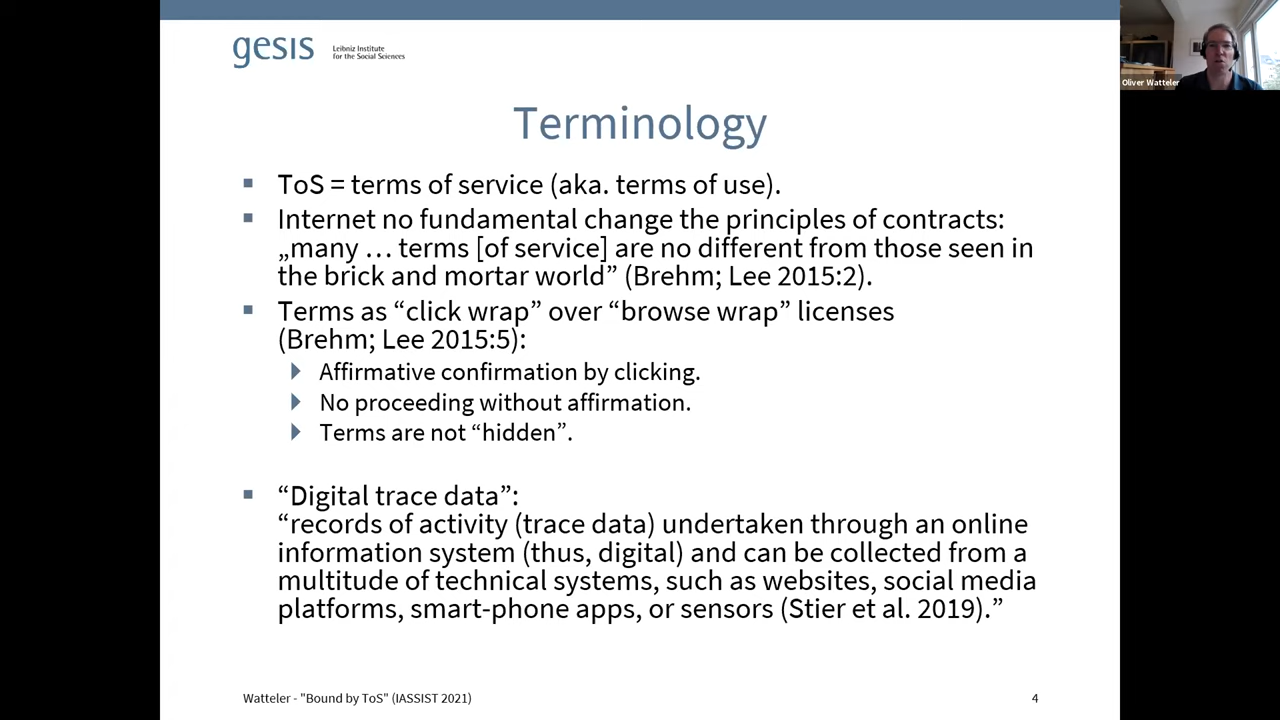 gesis
Leibniz Institute
for the Social Sciences
Oliver Watteler
Terminology
ToS = terms of service (aka. terms of use).
Internet no fundamental change the principles of contracts:
„many … terms [of service] are no different from those seen in
the brick and mortar world” (Brehm; Lee 2015:2).
Terms as “click wrap” over “browse wrap” licenses
(Brehm; Lee 2015:5):
Affirmative confirmation by clicking.
No proceeding without affirmation.
Terms are not “hidden”.
“Digital trace data”:
“records of activity (trace data) undertaken through an online
information system (thus, digital) and can be collected from a
multitude of technical systems, such as websites, social media
platforms, smart-phone apps, or sensors (Stier et al. 2019).”
Watteler - "Bound by ToS" (IASSIST 2021)
4